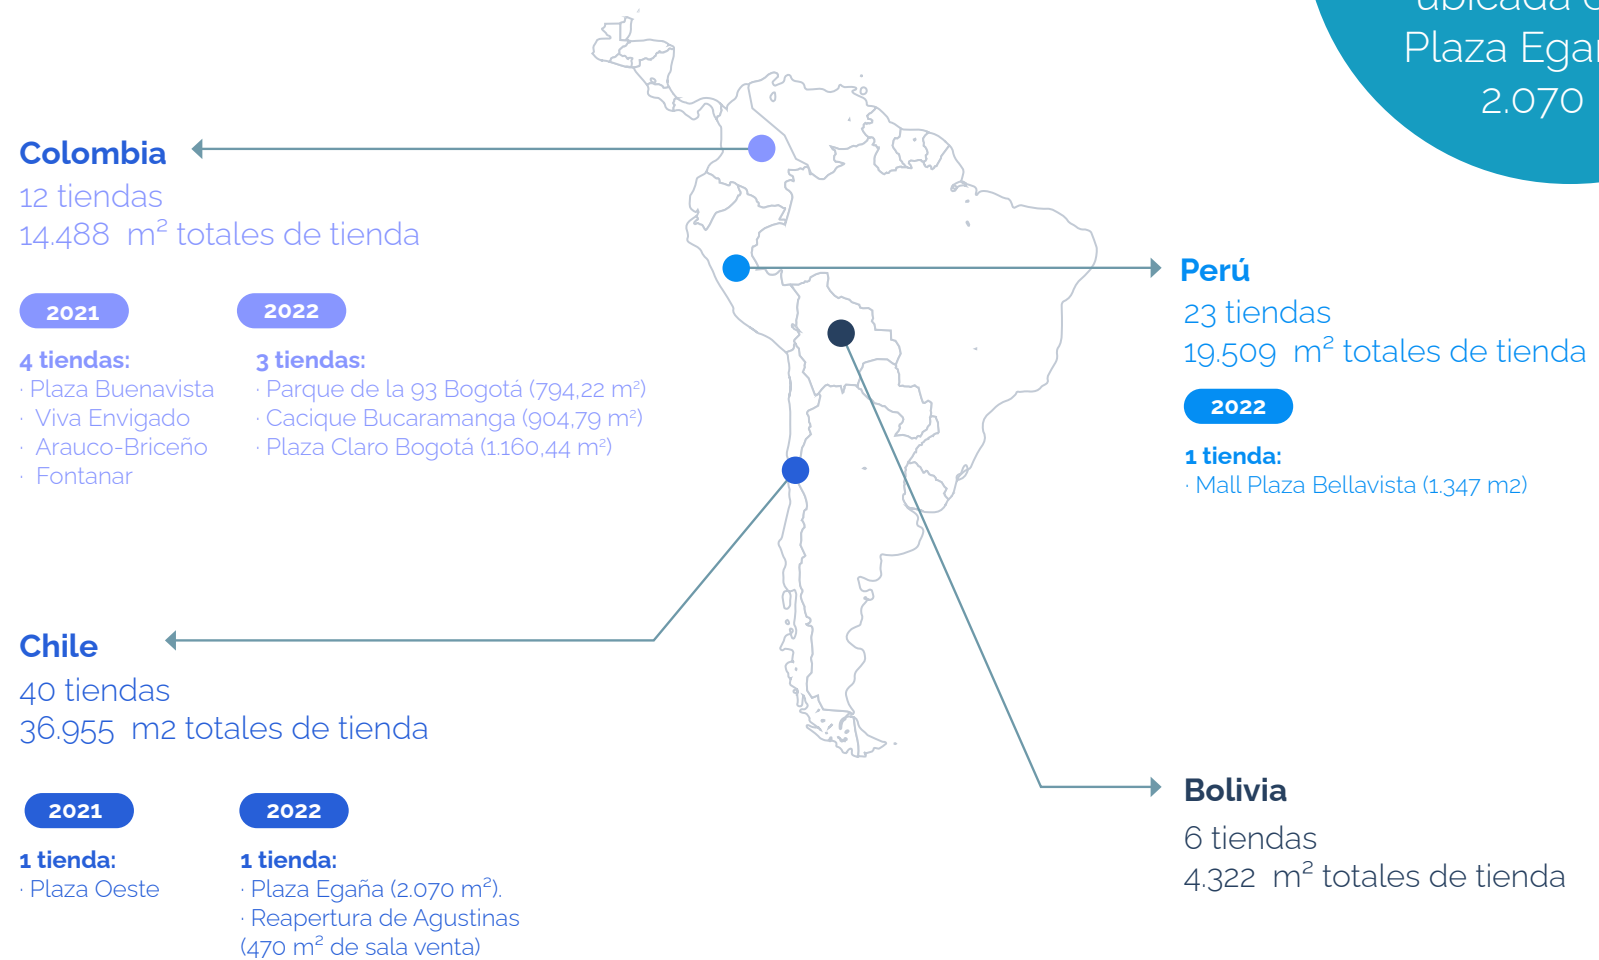 Plaza
2.070
Colombia
12 tiendas
14.488 m² totales de tienda
2021
4 tiendas:
· Plaza Buenavista
· Viva Envigado
· Arauco-Briceño
· Fontanar
2022
3 tiendas:
· Parque de la 93 Bogotá (794,22 m²)
· Cacique Bucaramanga (904,79 m²)
· Plaza Claro Bogotá (1.160,44 m²)
Perú
23 tiendas
19.509 m² totales de tienda
2022
1 tienda:
· Mall Plaza Bellavista (1.347 m2)
Chile
40 tiendas
36.955 m2 totales de tienda
2021
1 tienda:
· Plaza Oeste
2022
1 tienda:
· Plaza Egaña (2.070 m²).
· Reapertura de Agustinas
(470 m² de sala venta)
Bolivia
6 tiendas
4.322 m² totales de tienda